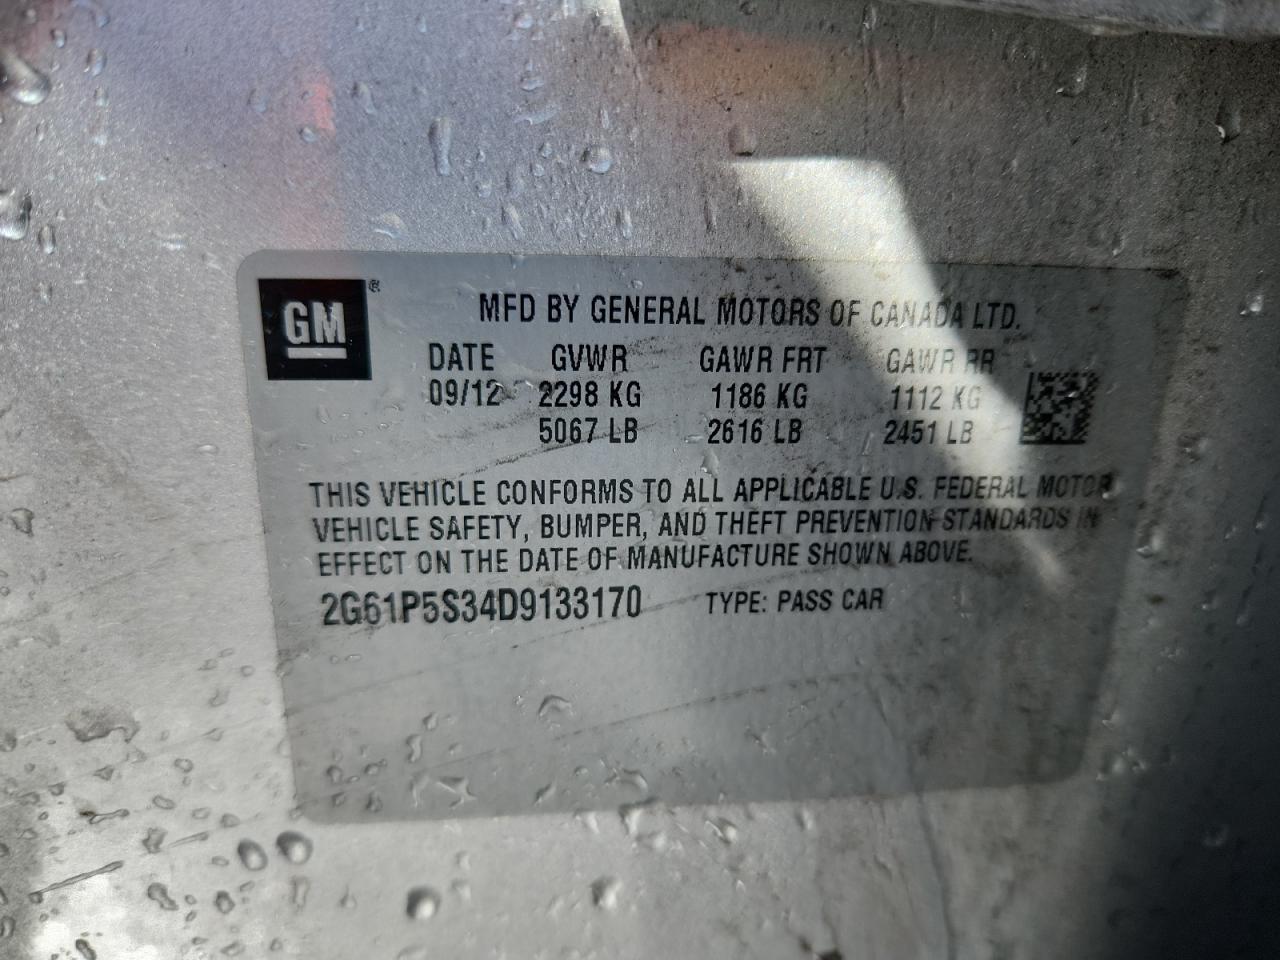 GM®
MFD BY GENERAL MOTORS OF CANADA LTD.
DATE GVWR GAWR FRT GAWR RR
09/12 2298 KG 1186 KG 1112 KG
5067 LB 2616 LB 2451 LB
THIS VEHICLE CONFORMS TO ALL APPLICABLE U.S. FEDERAL MOTOR
VEHICLE SAFETY, BUMPER, AND THEFT PREVENTION STANDARDS IN
EFFECT ON THE DATE OF MANUFACTURE SHOWN ABOVE.
2G61P5S34D9133170 TYPE: PASS CAR